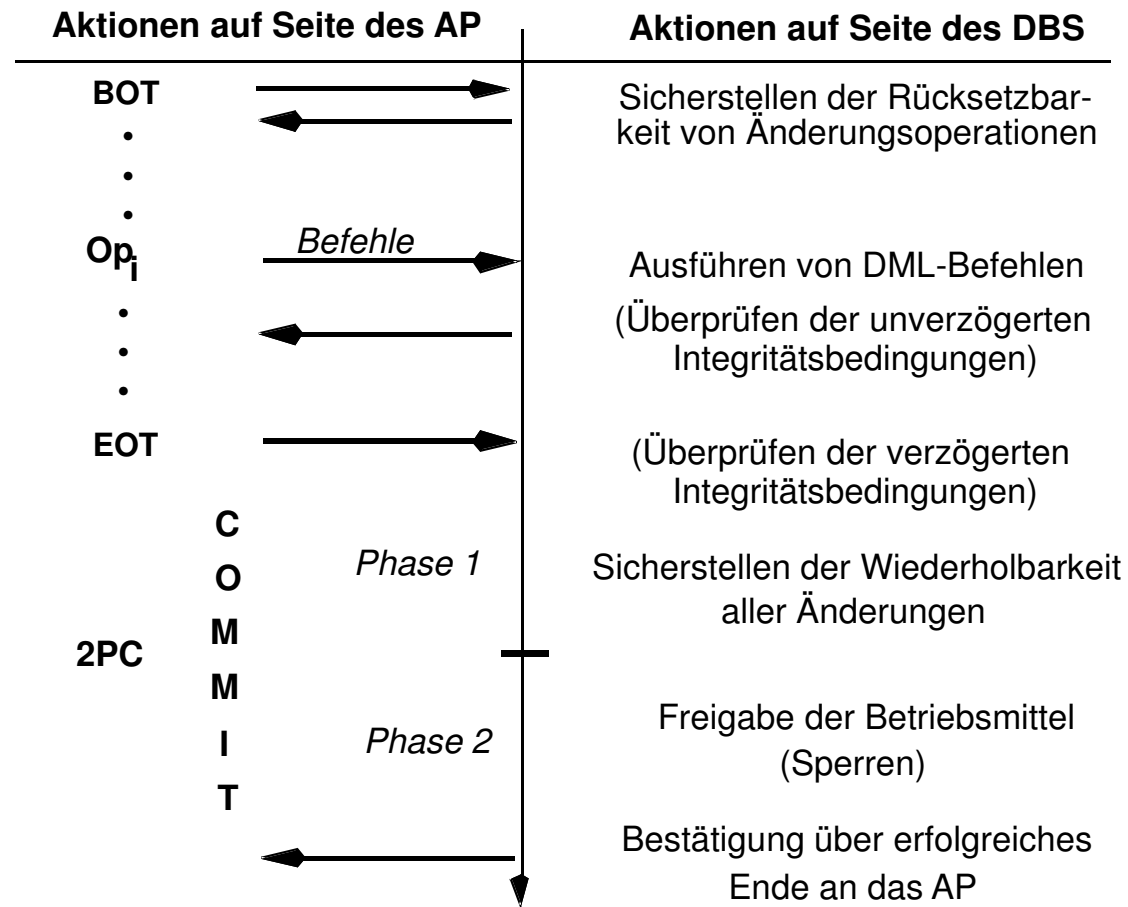 Aktionen auf Seite des AP
Aktionen auf Seite des DBS
BOT
Sicherstellen der Rücksetzbar-
keit von Änderungsoperationen
•
•
•
Opi
Befehle
Ausführen von DML-Befehlen
•
•
•
(Überprüfen der unverzögerten
Integritätsbedingungen)
EOT
(Überprüfen der verzögerten
Integritätsbedingungen)
C
O
M
M
I
T
Phase 1
Sicherstellen der Wiederholbarkeit
aller Änderungen
2PC
Phase 2
Freigabe der Betriebsmittel
(Sperren)
Bestätigung über erfolgreiches
Ende an das AP